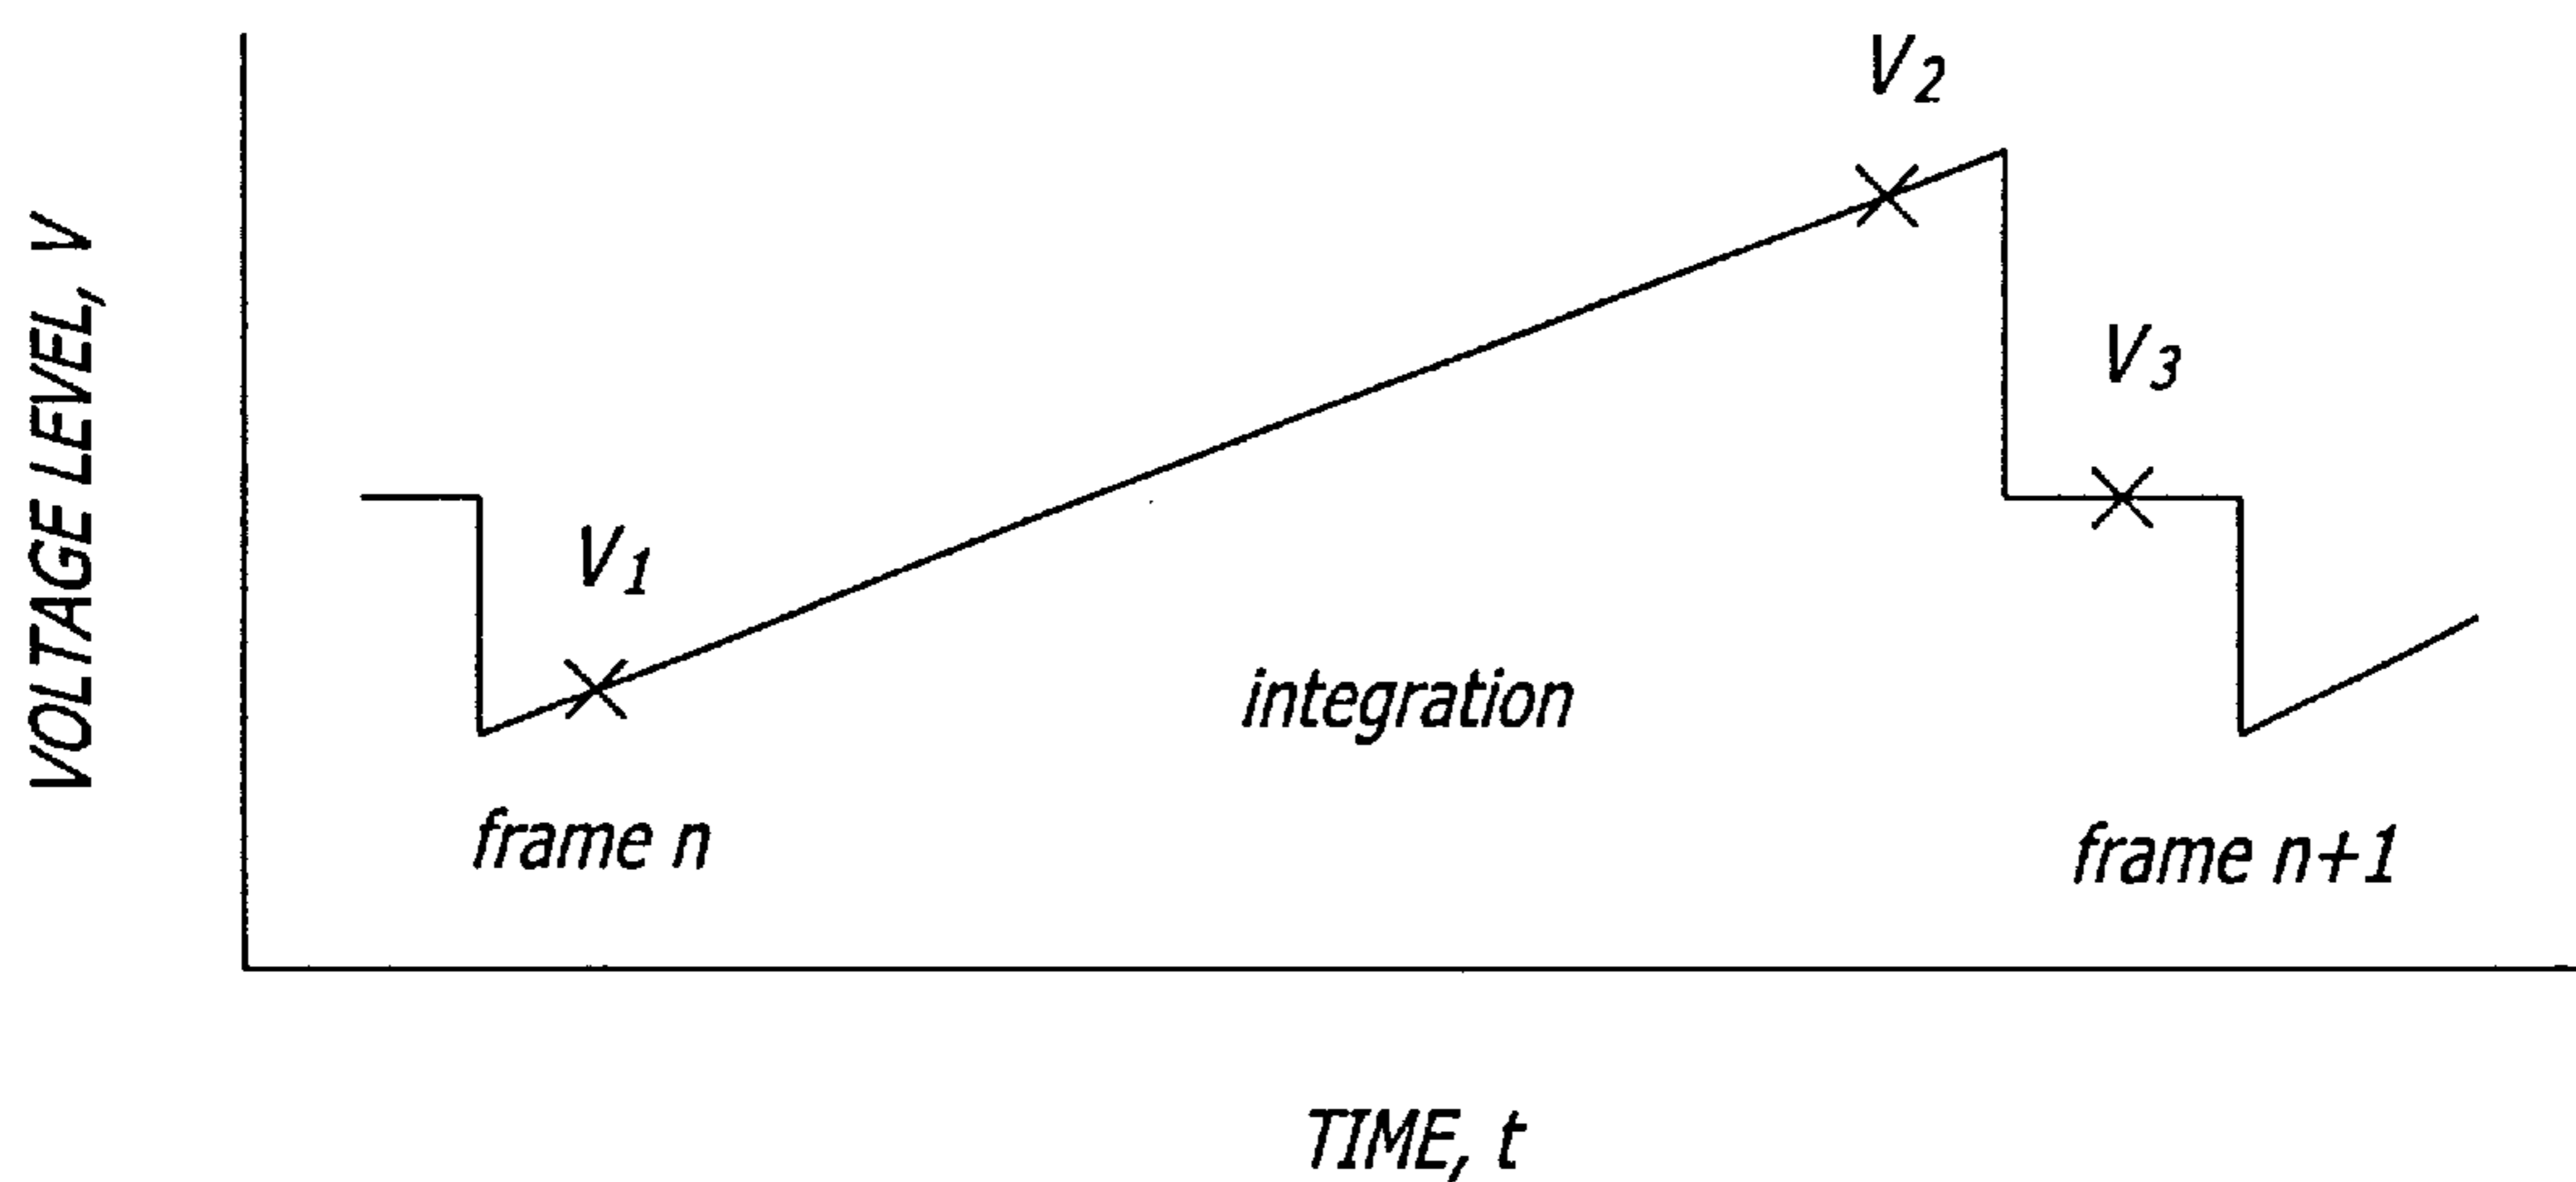 VOLTAGE LEVEL, V
V2
V3
V1
integration
frame n
frame n+1
TIME, t